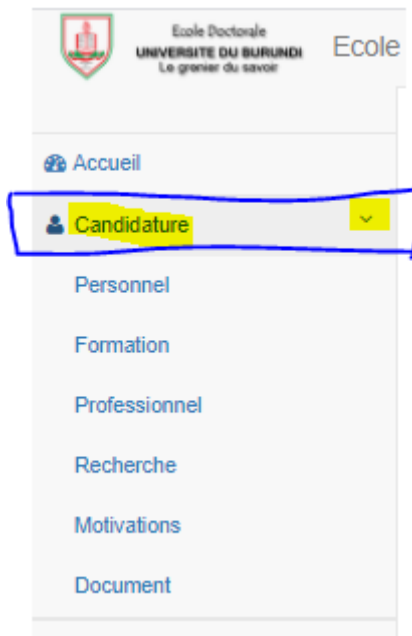 Ecole Doctorale
UNIVERSITE DU BURUNDI
Le grenier du savoir
Ecole
Accueil
Candidature
Personnel
Formation
Professionnel
Recherche
Motivations
Document